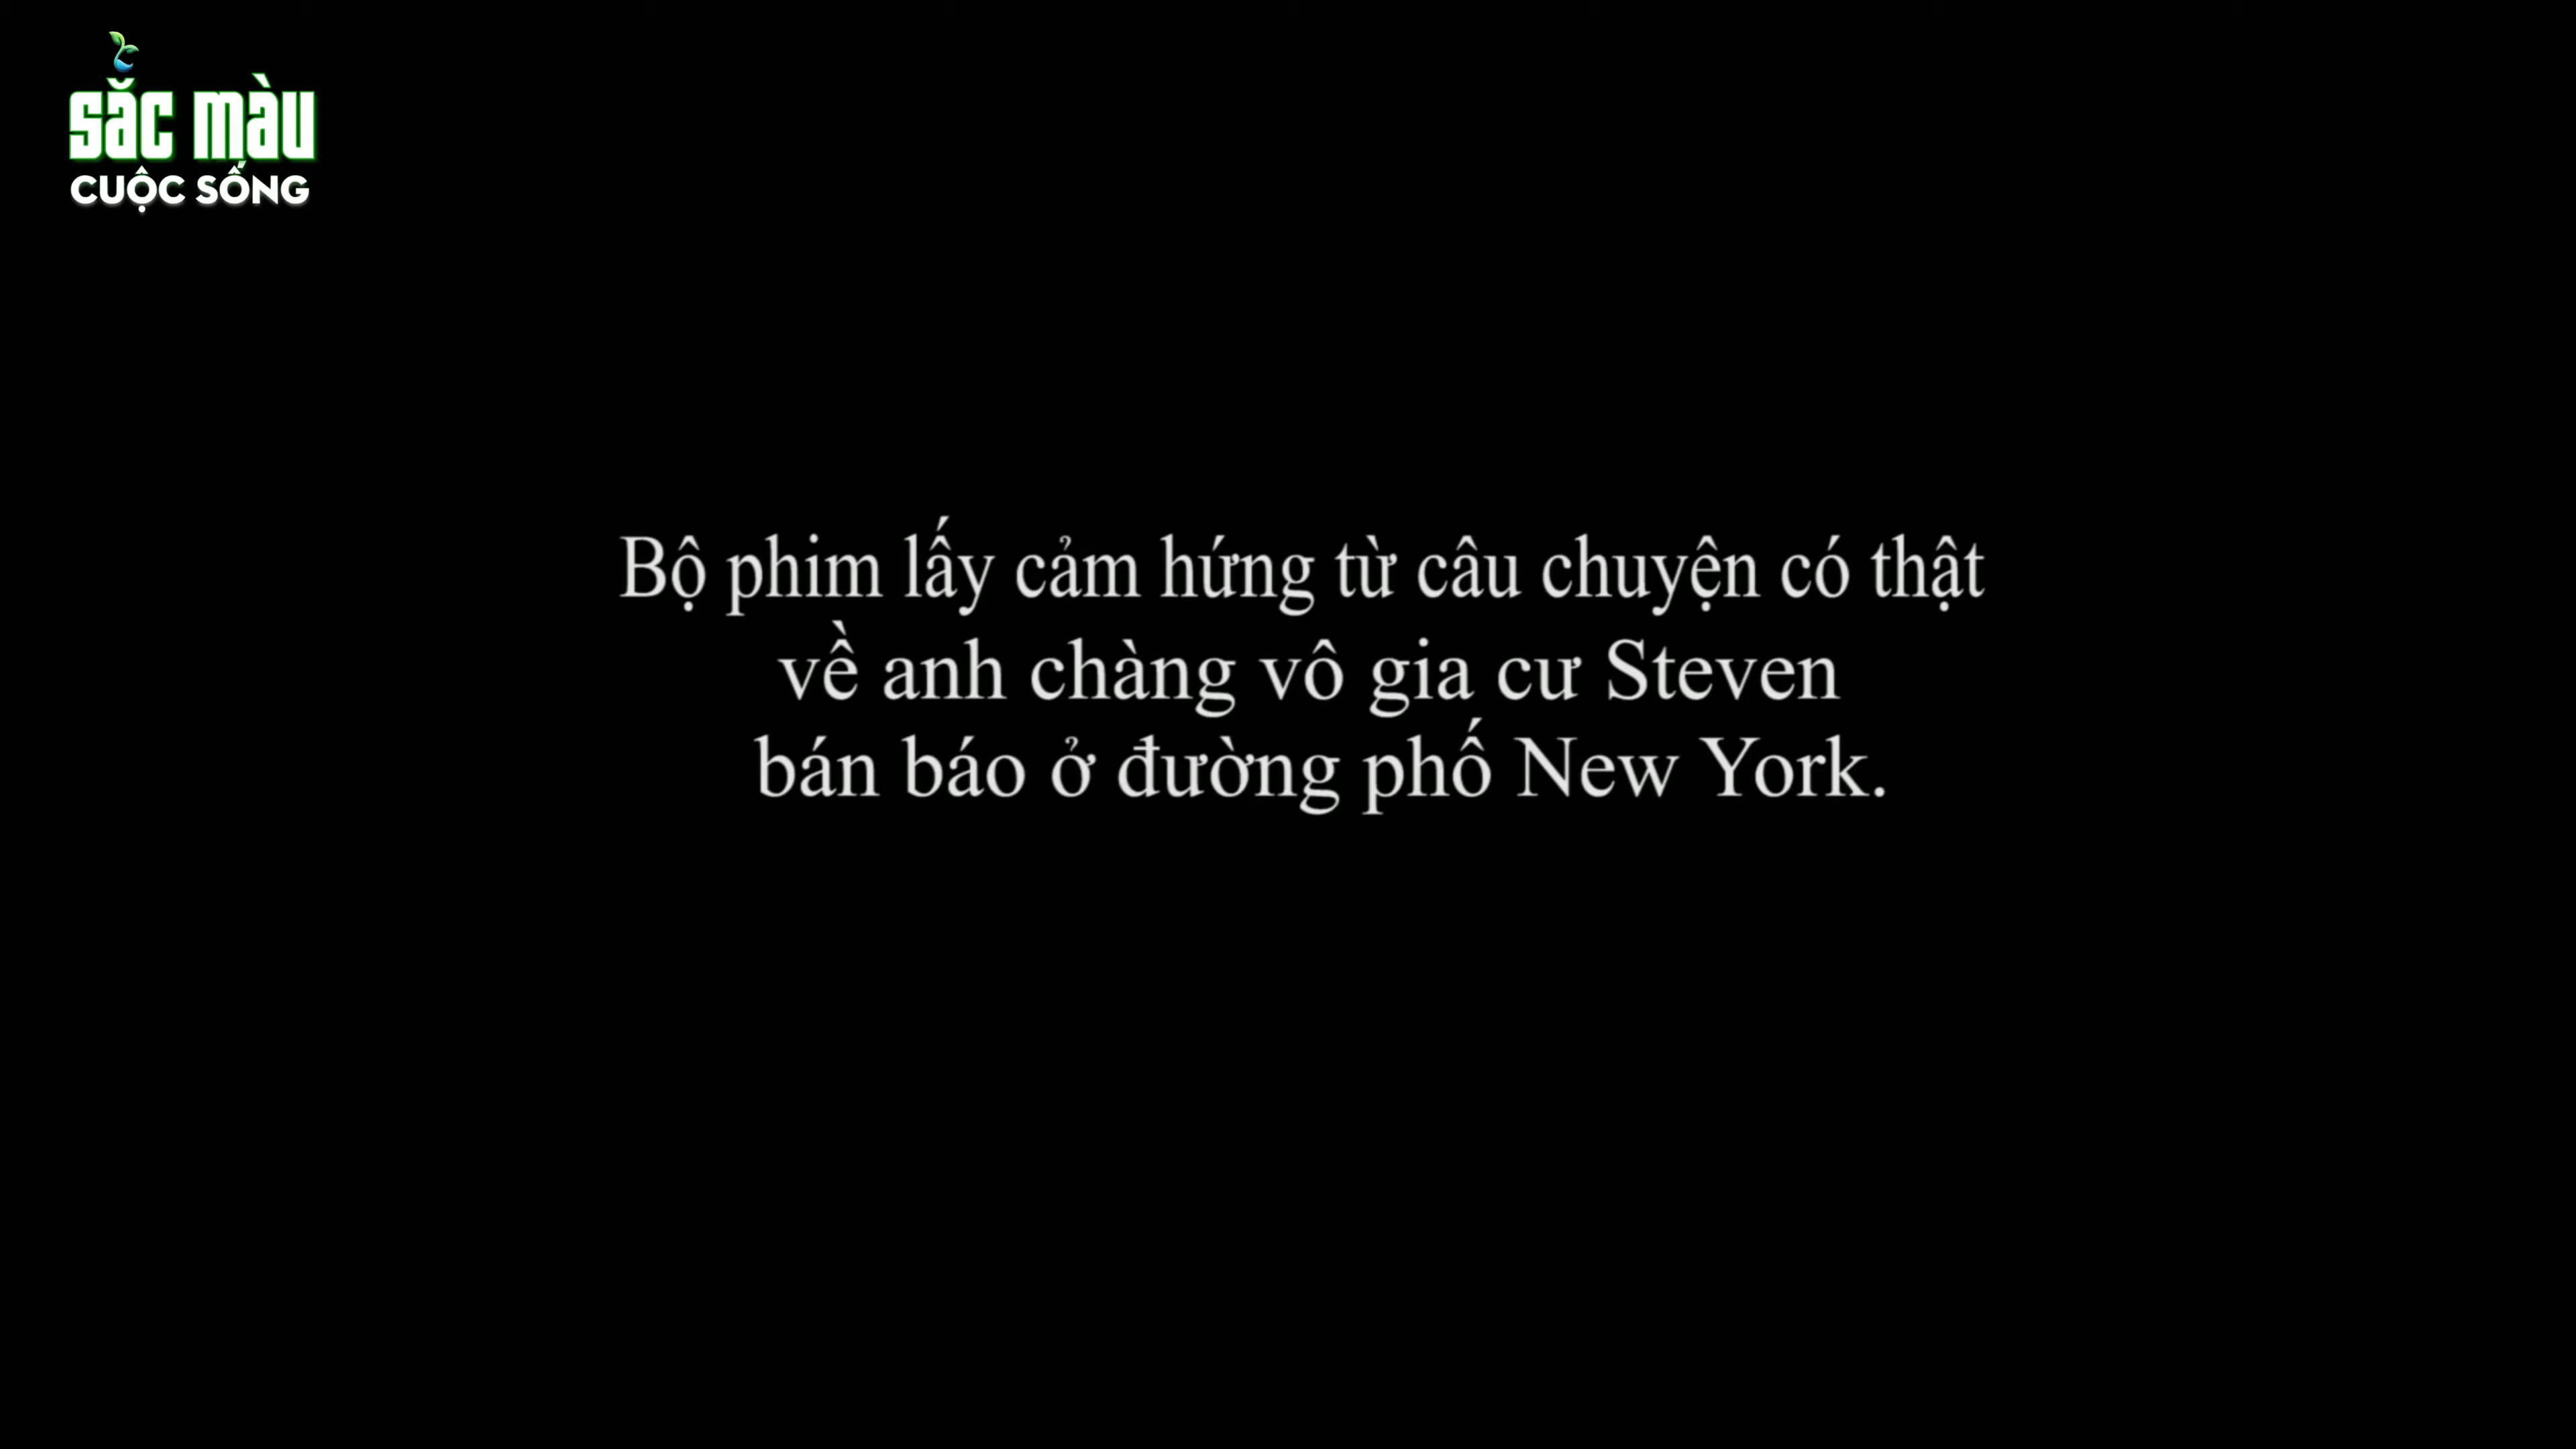 SẮC MÀU
CUỘC SỐNG
Bộ phim lấy cảm hứng từ câu chuyện có thật
về anh chàng vô gia cư Steven
bán báo ở đường phố New York.